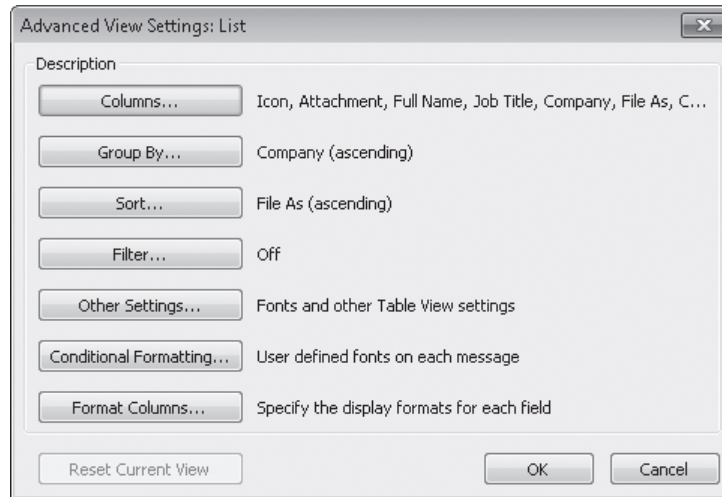 Advanced View Settings: List
Description
Columns... Icon, Attachment, Full Name, Job Title, Company, File As, C...
Group By... Company (ascending)
Sort... File As (ascending)
Filter... Off
Other Settings... Fonts and other Table View settings
Conditional Formatting... User defined fonts on each message
Format Columns... Specify the display formats for each field
Reset Current View OK Cancel